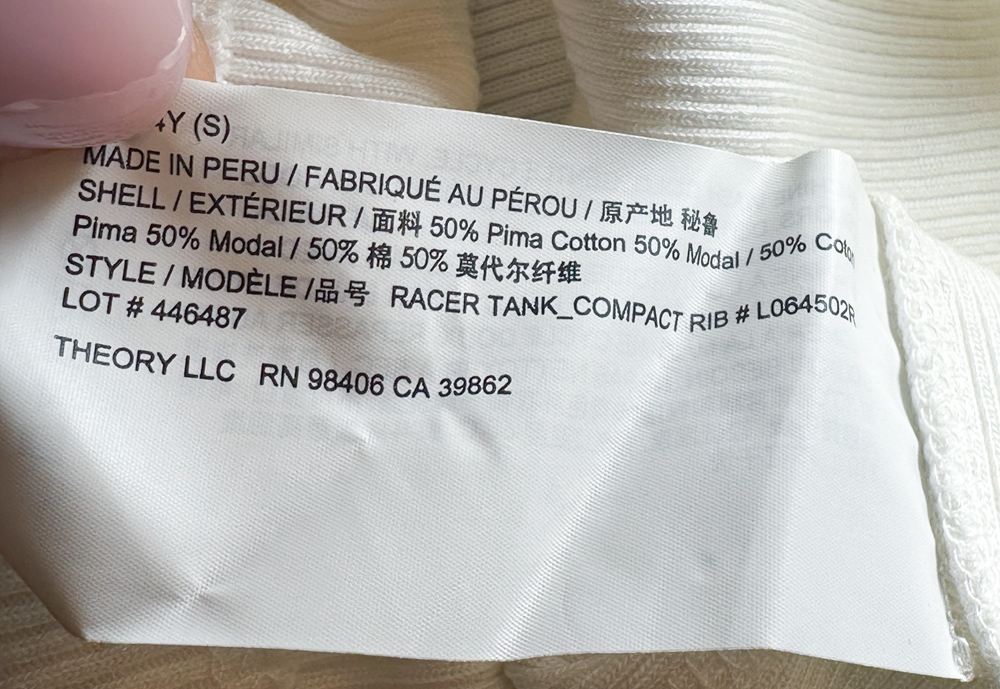 (S)
MADE IN PERU / FABRIQUÉ AU PÉROU / 原产地 秘鲁
SHELL / EXTÉRIEUR / 面料 50% Pima Cotton 50% Modal / 50% Coton
Pima 50% Modal / 50% 棉 50% 莫代尔纤维
STYLE / MODÈLE /品号 RACER TANK_COMPACT RIB # L064502R
LOT # 446487
THEORY LLC RN 98406 CA 39862